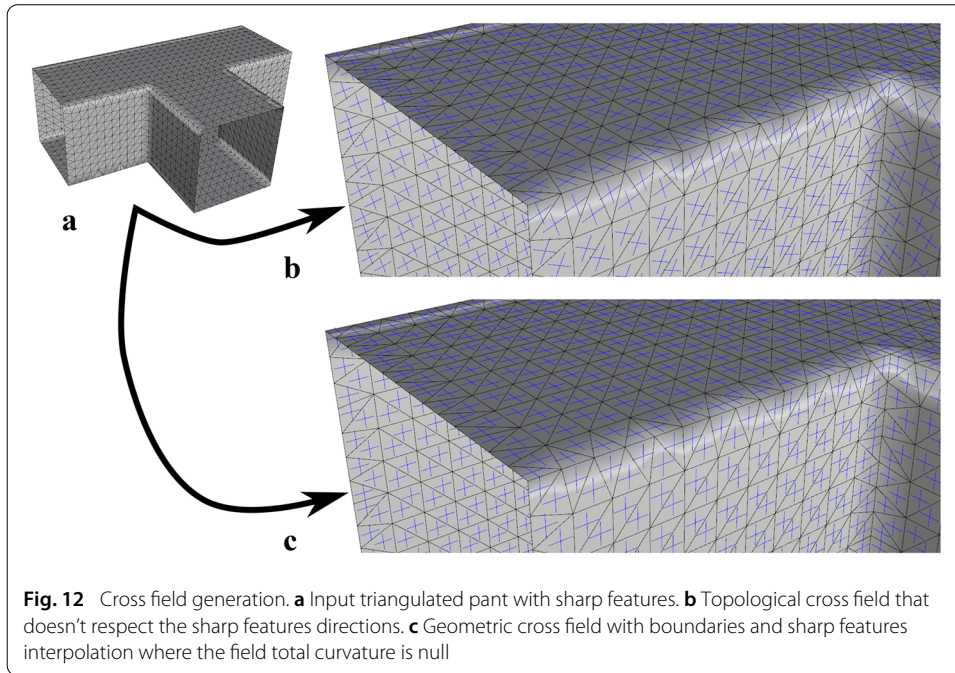 a
b
c
Fig. 12 Cross field generation. a Input triangulated pant with sharp features. b Topological cross field that
doesn't respect the sharp features directions. c Geometric cross field with boundaries and sharp features
interpolation where the field total curvature is null